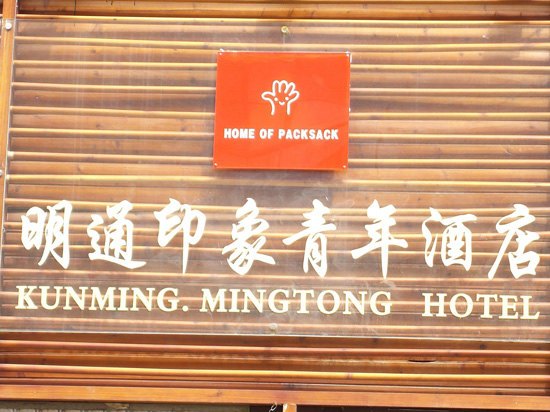 HOME OF PACKSACK
明通印象青年酒店
KUNMING. MINGTONG HOTEL